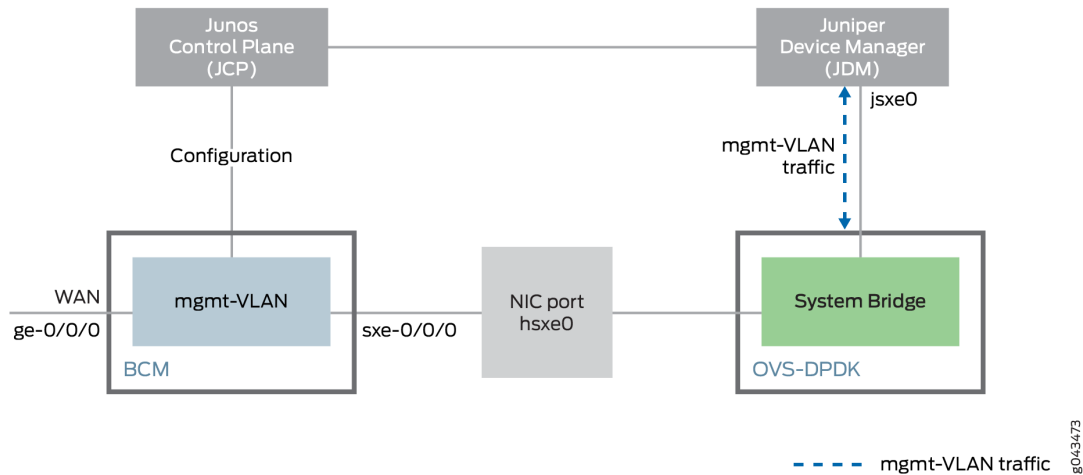 Junos
Control Plane
(JCP)
Juniper
Device Manager
(JDM)
jsxe0
Configuration
mgmt-VLAN
traffic
WAN
ge-0/0/0
mgmt-VLAN
BCM
sxe-0/0/0
NIC port
hsxe0
System Bridge
OVS-DPDK
mgmt-VLAN traffic
g043473